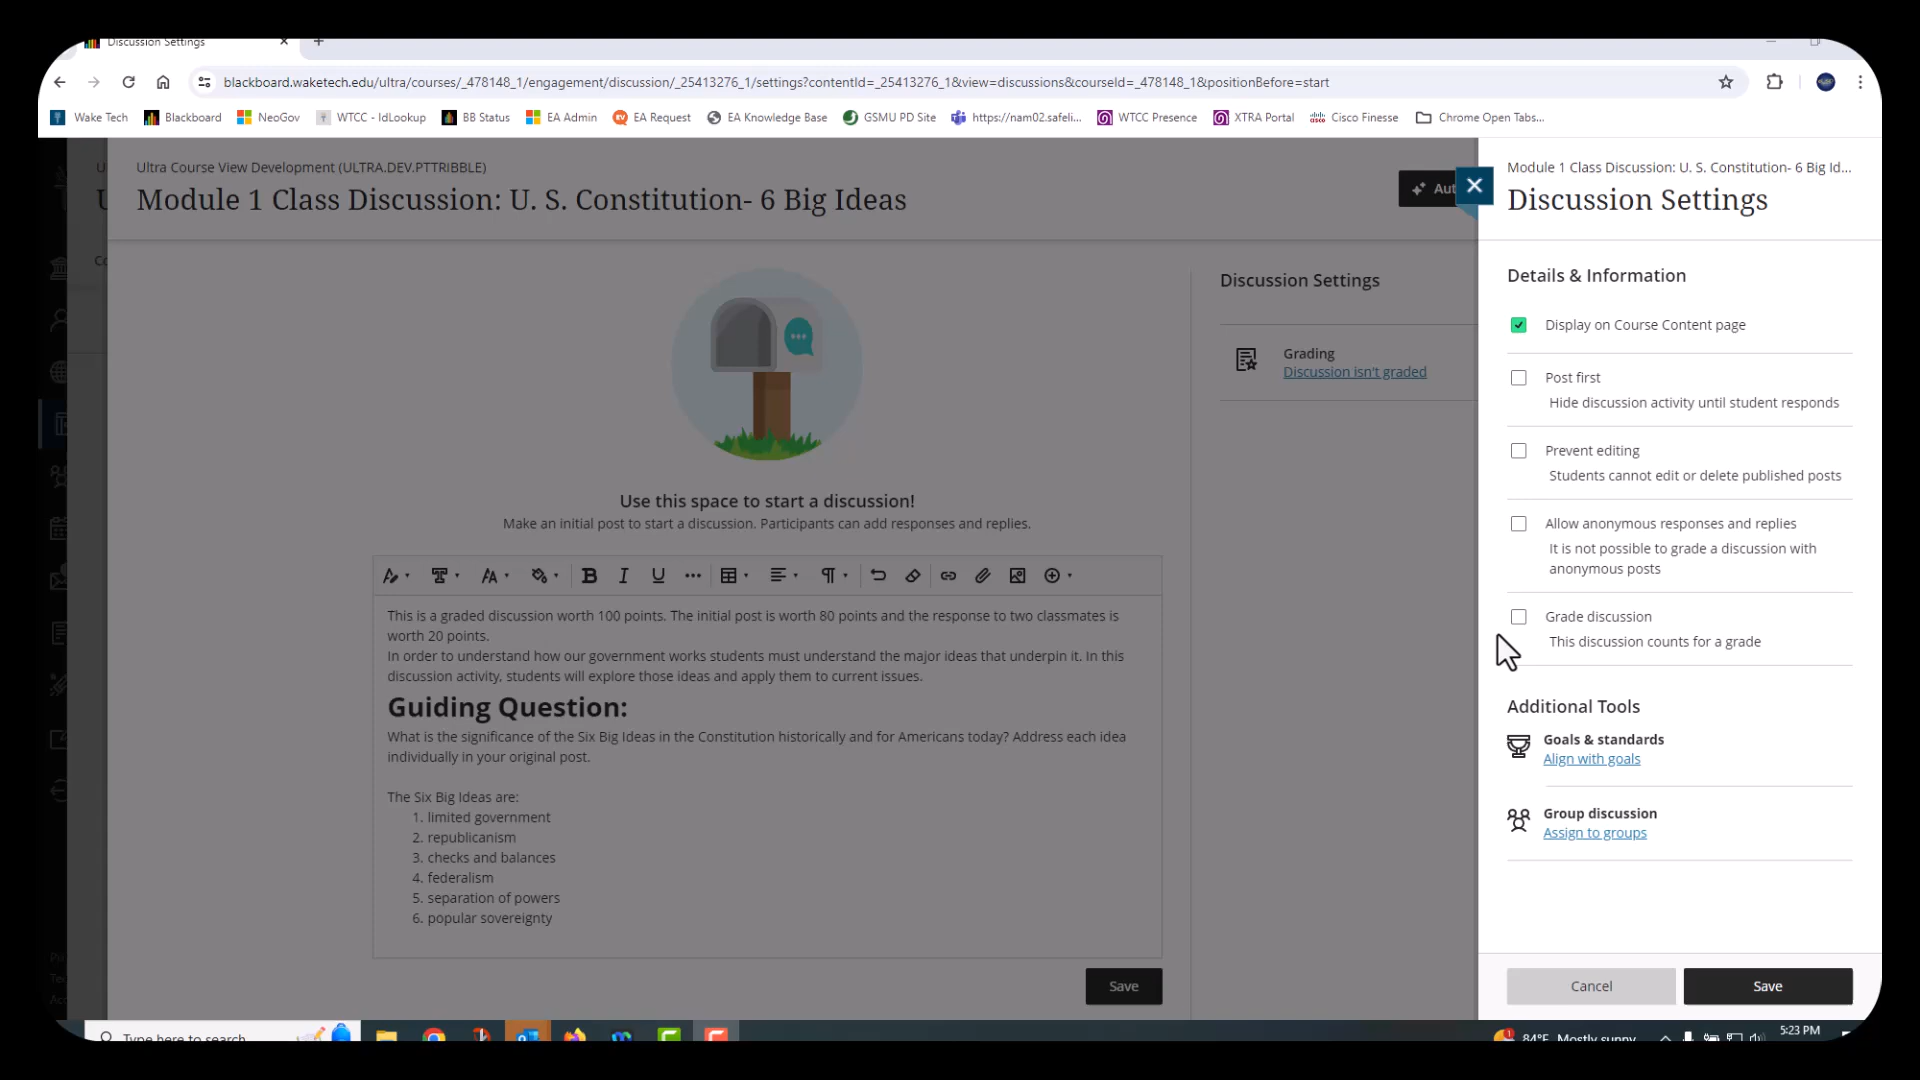 Discussion Settings
blackboard.waketech.edu/ultra/courses/_478148_1/engagement/discussion/_25413276_1/settings?contentId=_25413276_1&view=discussions&courseId=_478148_1&positionBefore=start
Wake Tech Blackboard NeoGov WTCC - IdLookup BB Status EA Admin EA Request EA Knowledge Base GSMU PD Site https://nam02.safeli... WTCC Presence XTRA Portal Cisco Finesse Chrome Open Tabs...
Ultra Course View Development (ULTRA.DEV.PTTRIBBLE)
Module 1 Class Discussion: U. S. Constitution- 6 Big Ideas
Use this space to start a discussion!
Make an initial post to start a discussion. Participants can add responses and replies.
This is a graded discussion worth 100 points. The initial post is worth 80 points and the response to two classmates is
worth 20 points.
In order to understand how our government works students must understand the major ideas that underpin it. In this
discussion activity, students will explore those ideas and apply them to current issues.
Guiding Question:
What is the significance of the Six Big Ideas in the Constitution historically and for Americans today? Address each idea
individually in your original post.
The Six Big Ideas are:
1. limited government
2. republicanism
3. checks and balances
4. federalism
5. separation of powers
6. popular sovereignty
Save
Discussion Settings
Grading
Discussion isn't graded
Module 1 Class Discussion: U. S. Constitution- 6 Big Id...
Discussion Settings
Details & Information
Display on Course Content page
Post first
Hide discussion activity until student responds
Prevent editing
Students cannot edit or delete published posts
Allow anonymous responses and replies
It is not possible to grade a discussion with
anonymous posts
Grade discussion
This discussion counts for a grade
Additional Tools
Goals & standards
Align with goals
Group discussion
Assign to groups
Cancel Save
Type here to search
84°F Mostly sunny
5:23 PM